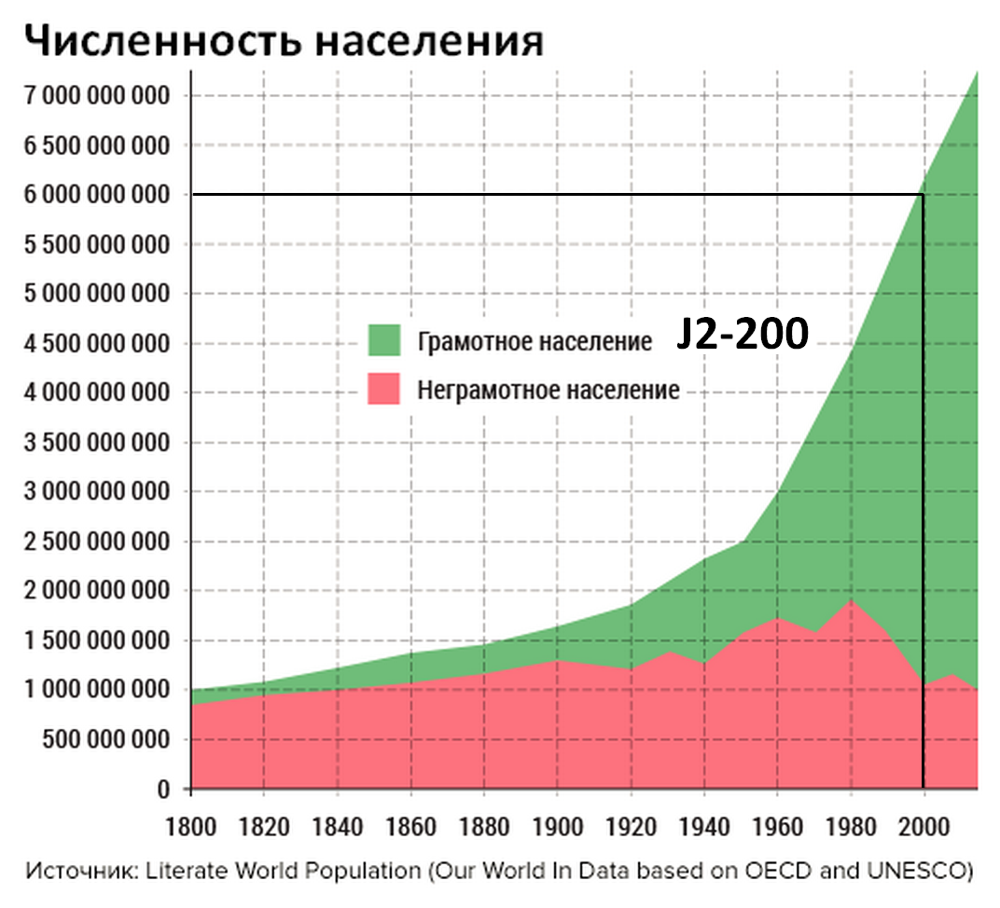 Численность населения
7 000 000 000
6 500 000 000
6 000 000 000
5 500 000 000
5 000 000 000
4 500 000 000
4 000 000 000
3 500 000 000
3 000 000 000
2 500 000 000
2 000 000 000
1 500 000 000
1 000 000 000
500 000 000
0
Грамотное население J2-200
Неграмотное население
1800 1820 1840 1860 1880 1900 1920 1940 1960 1980 2000
Источник: Literate World Population (Our World In Data based on OECD and UNESCO)